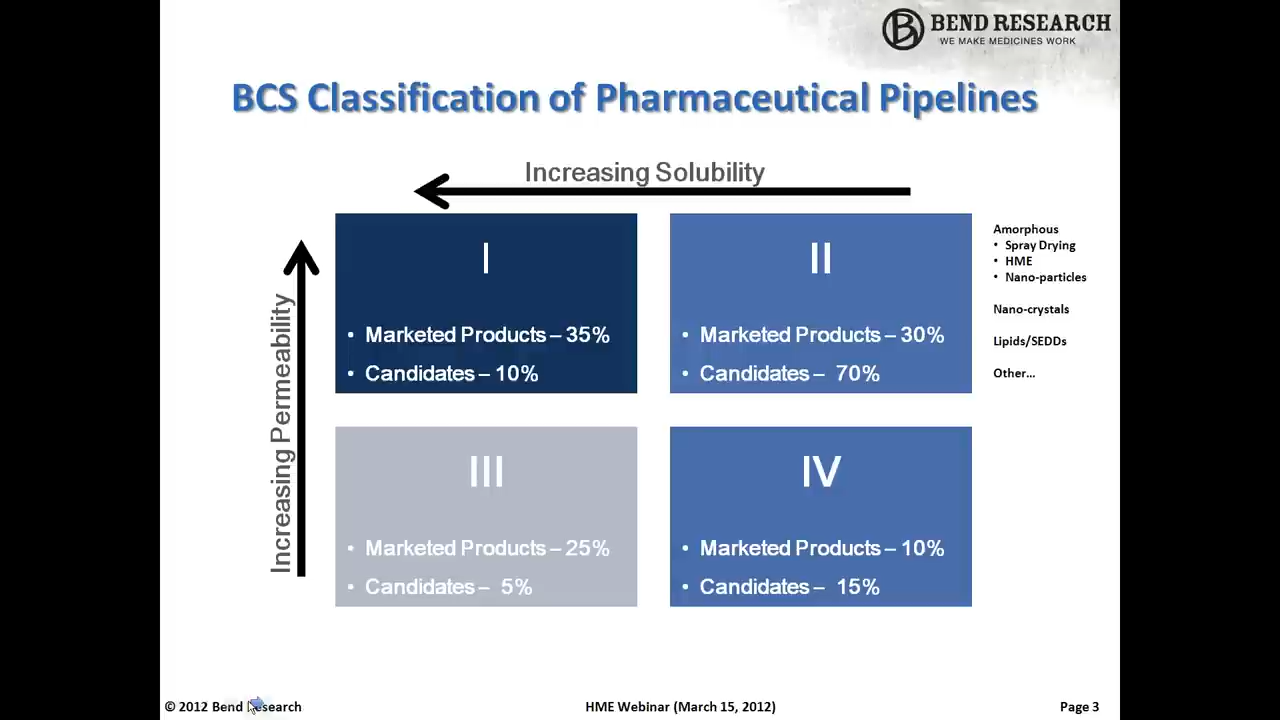 BEND RESEARCH
WE MAKE MEDICINES WORK
BCS Classification of Pharmaceutical Pipelines
Increasing Solubility
Increasing Permeability
I
• Marketed Products – 35%
• Candidates – 10%
II
• Marketed Products – 30%
• Candidates – 70%
Amorphous
• Spray Drying
• HME
• Nano-particles
Nano-crystals
Lipids/SEDDs
Other...
III
• Marketed Products – 25%
• Candidates – 5%
IV
• Marketed Products – 10%
• Candidates – 15%
© 2012 Bend Research
HME Webinar (March 15, 2012)
Page 3